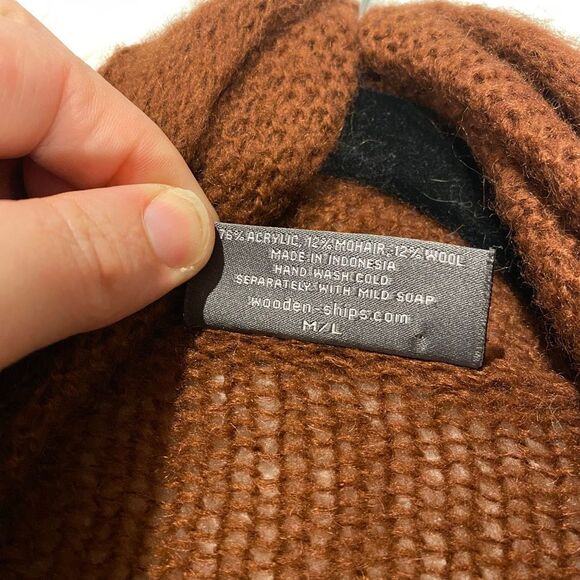 76% ACRYLIC, 12% MOHAIR, 12% WOOL
MADE IN INDONESIA
HAND WASH COLD
SEPARATELY WITH MILD SOAP
wooden-ships.com
M/L